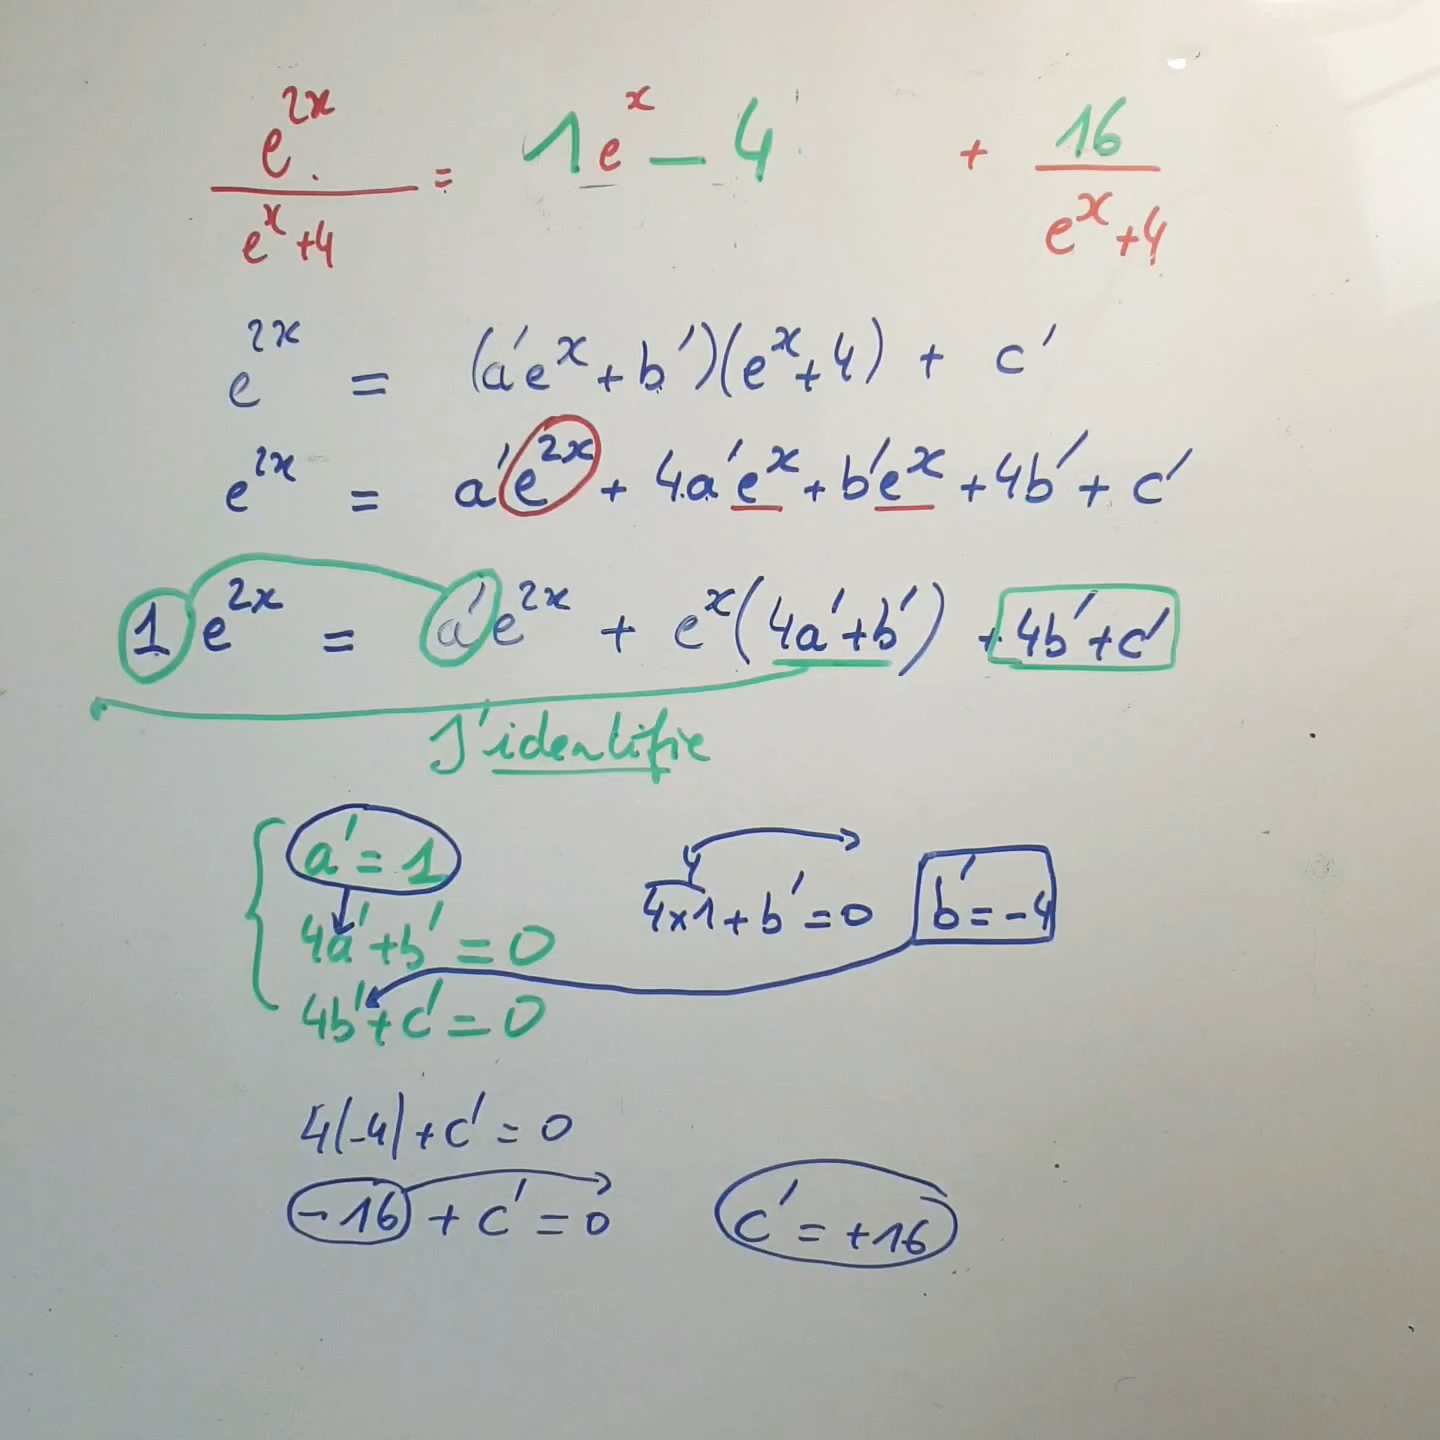 e^{2x} / (e^x+4) = 1e^x − 4 + 16 / (e^x+4)
e^{2x} = (a'e^x + b')(e^x+4) + c'
e^{2x} = a'e^{2x} + 4a'e^x + b'e^x + 4b' + c'
1e^{2x} = a'e^{2x} + e^x(4a'+b') + 4b'+c'
J'identifie
a' = 1
4a'+b' = 0
4b'+c' = 0
4
4×1+b' = 0 b' = −4
4(−4)+c' = 0
−16 + c' = 0 c' = +16